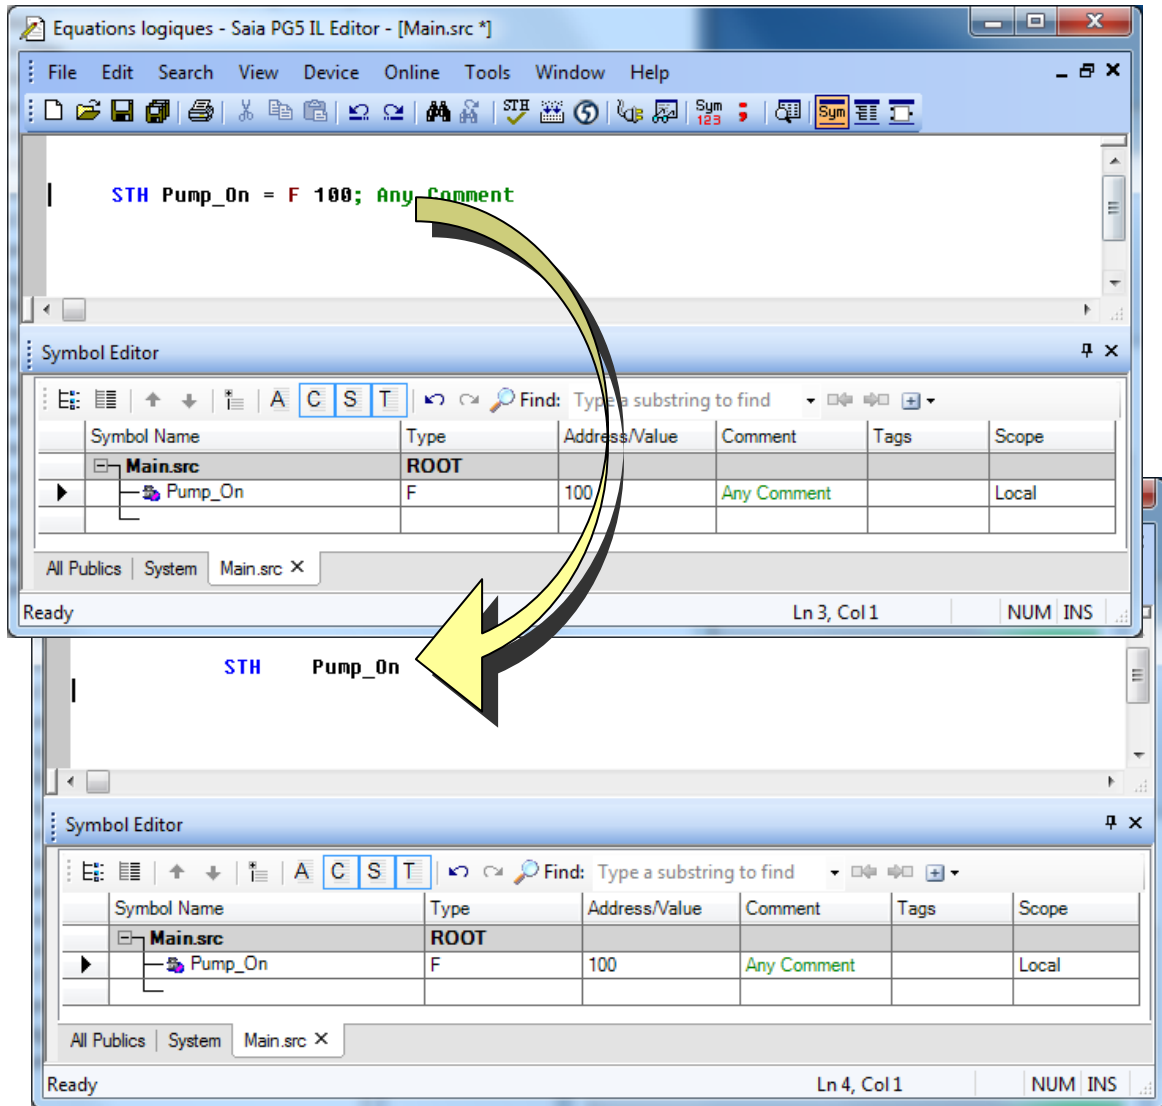 Equations logiques - Saia PG5 IL Editor - [Main.src *]
File Edit Search View Device Online Tools Window Help
STH Sym 123 Sym
STH Pump_On = F 100; Any Comment
Symbol Editor
A C S T Find: Type a substring to find
Symbol Name Type Address/Value Comment Tags Scope
Main.src ROOT
Pump_On F 100 Any Comment Local
All Publics System Main.src
Ready Ln 3, Col 1 NUM INS
STH Pump_On
Symbol Editor
A C S T Find: Type a substring to find
Symbol Name Type Address/Value Comment Tags Scope
Main.src ROOT
Pump_On F 100 Any Comment Local
All Publics System Main.src
Ready Ln 4, Col 1 NUM INS